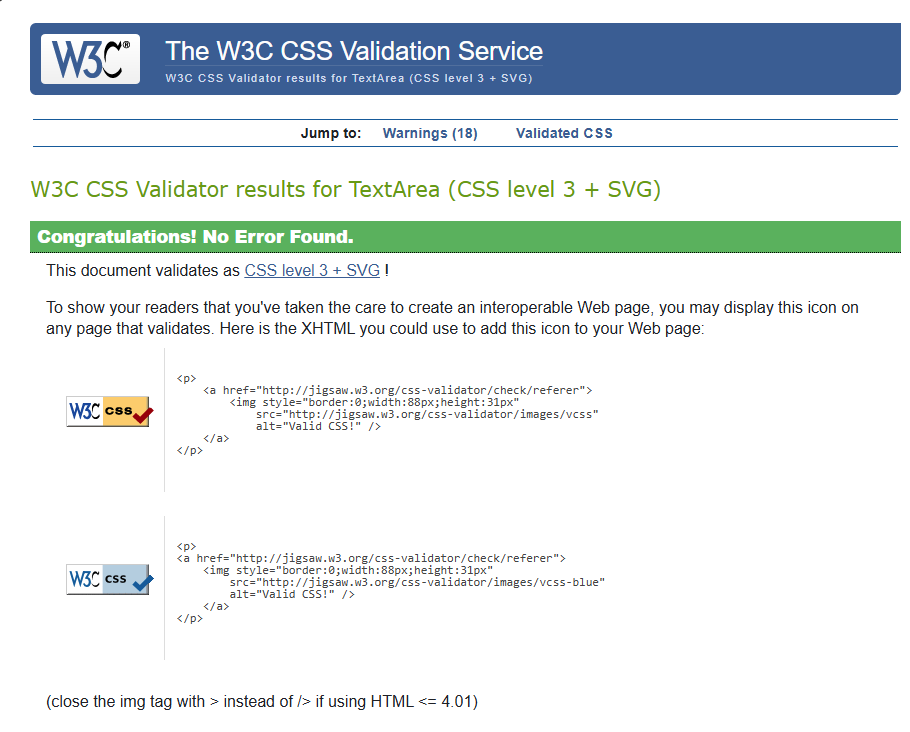 W3C®
The W3C CSS Validation Service
W3C CSS Validator results for TextArea (CSS level 3 + SVG)
Jump to: Warnings (18) Validated CSS
W3C CSS Validator results for TextArea (CSS level 3 + SVG)
Congratulations! No Error Found.
This document validates as CSS level 3 + SVG !
To show your readers that you've taken the care to create an interoperable Web page, you may display this icon on
any page that validates. Here is the XHTML you could use to add this icon to your Web page:
W3C css
<p>
    <a href="http://jigsaw.w3.org/css-validator/check/referer">
        <img style="border:0;width:88px;height:31px"
            src="http://jigsaw.w3.org/css-validator/images/vcss"
            alt="Valid CSS!" />
    </a>
</p>
W3C css
<p>
<a href="http://jigsaw.w3.org/css-validator/check/referer">
    <img style="border:0;width:88px;height:31px"
        src="http://jigsaw.w3.org/css-validator/images/vcss-blue"
        alt="Valid CSS!" />
    </a>
</p>
(close the img tag with > instead of /> if using HTML <= 4.01)